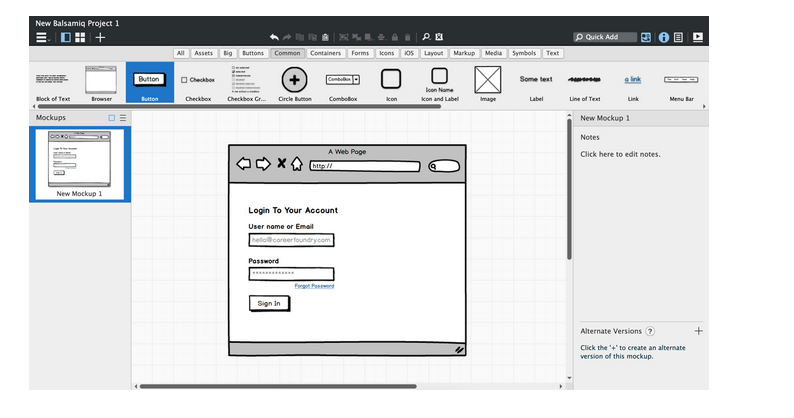 New Balsamiq Project 1
Quick Add
All Assets Big Buttons Common Containers Forms Icons iOS Layout Markup Media Symbols Text
Button
Checkbox
ComboBox
Icon Name
Some text
a link
Block of Text Browser Button Checkbox Checkbox Gr... Circle Button ComboBox Icon Icon and Label Image Label Line of Text Link Menu Bar
Mockups
New Mockup 1
New Mockup 1
Notes
Click here to edit notes.
A Web Page
http://
Login To Your Account
User name or Email
hello@careerfoundry.com
Password
*************
Forgot Password
Sign In
Alternate Versions ?
Click the '+' to create an alternate
version of this mockup.